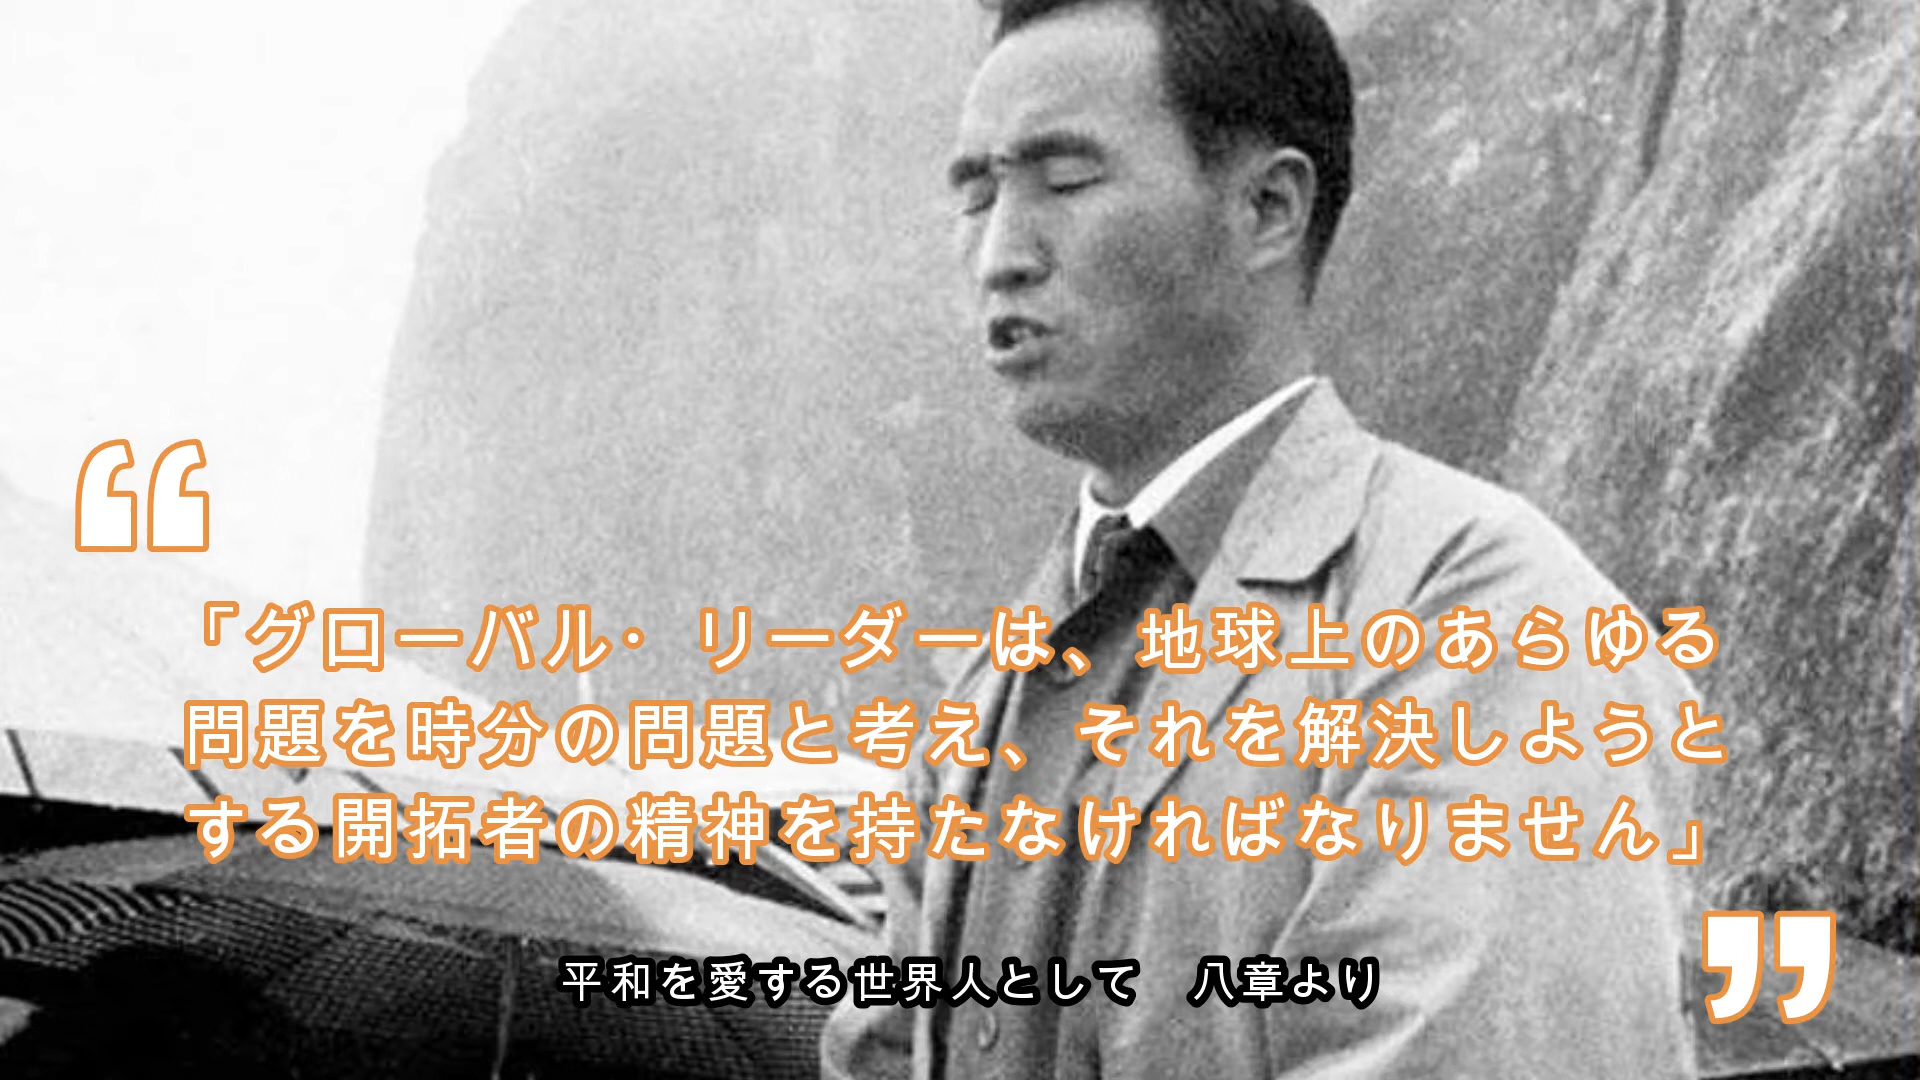 「グローバル・リーダーは、地球上のあらゆる
問題を時分の問題と考え、それを解決しようと
する開拓者の精神を持たなければなりません」
平和を愛する世界人として　八章より